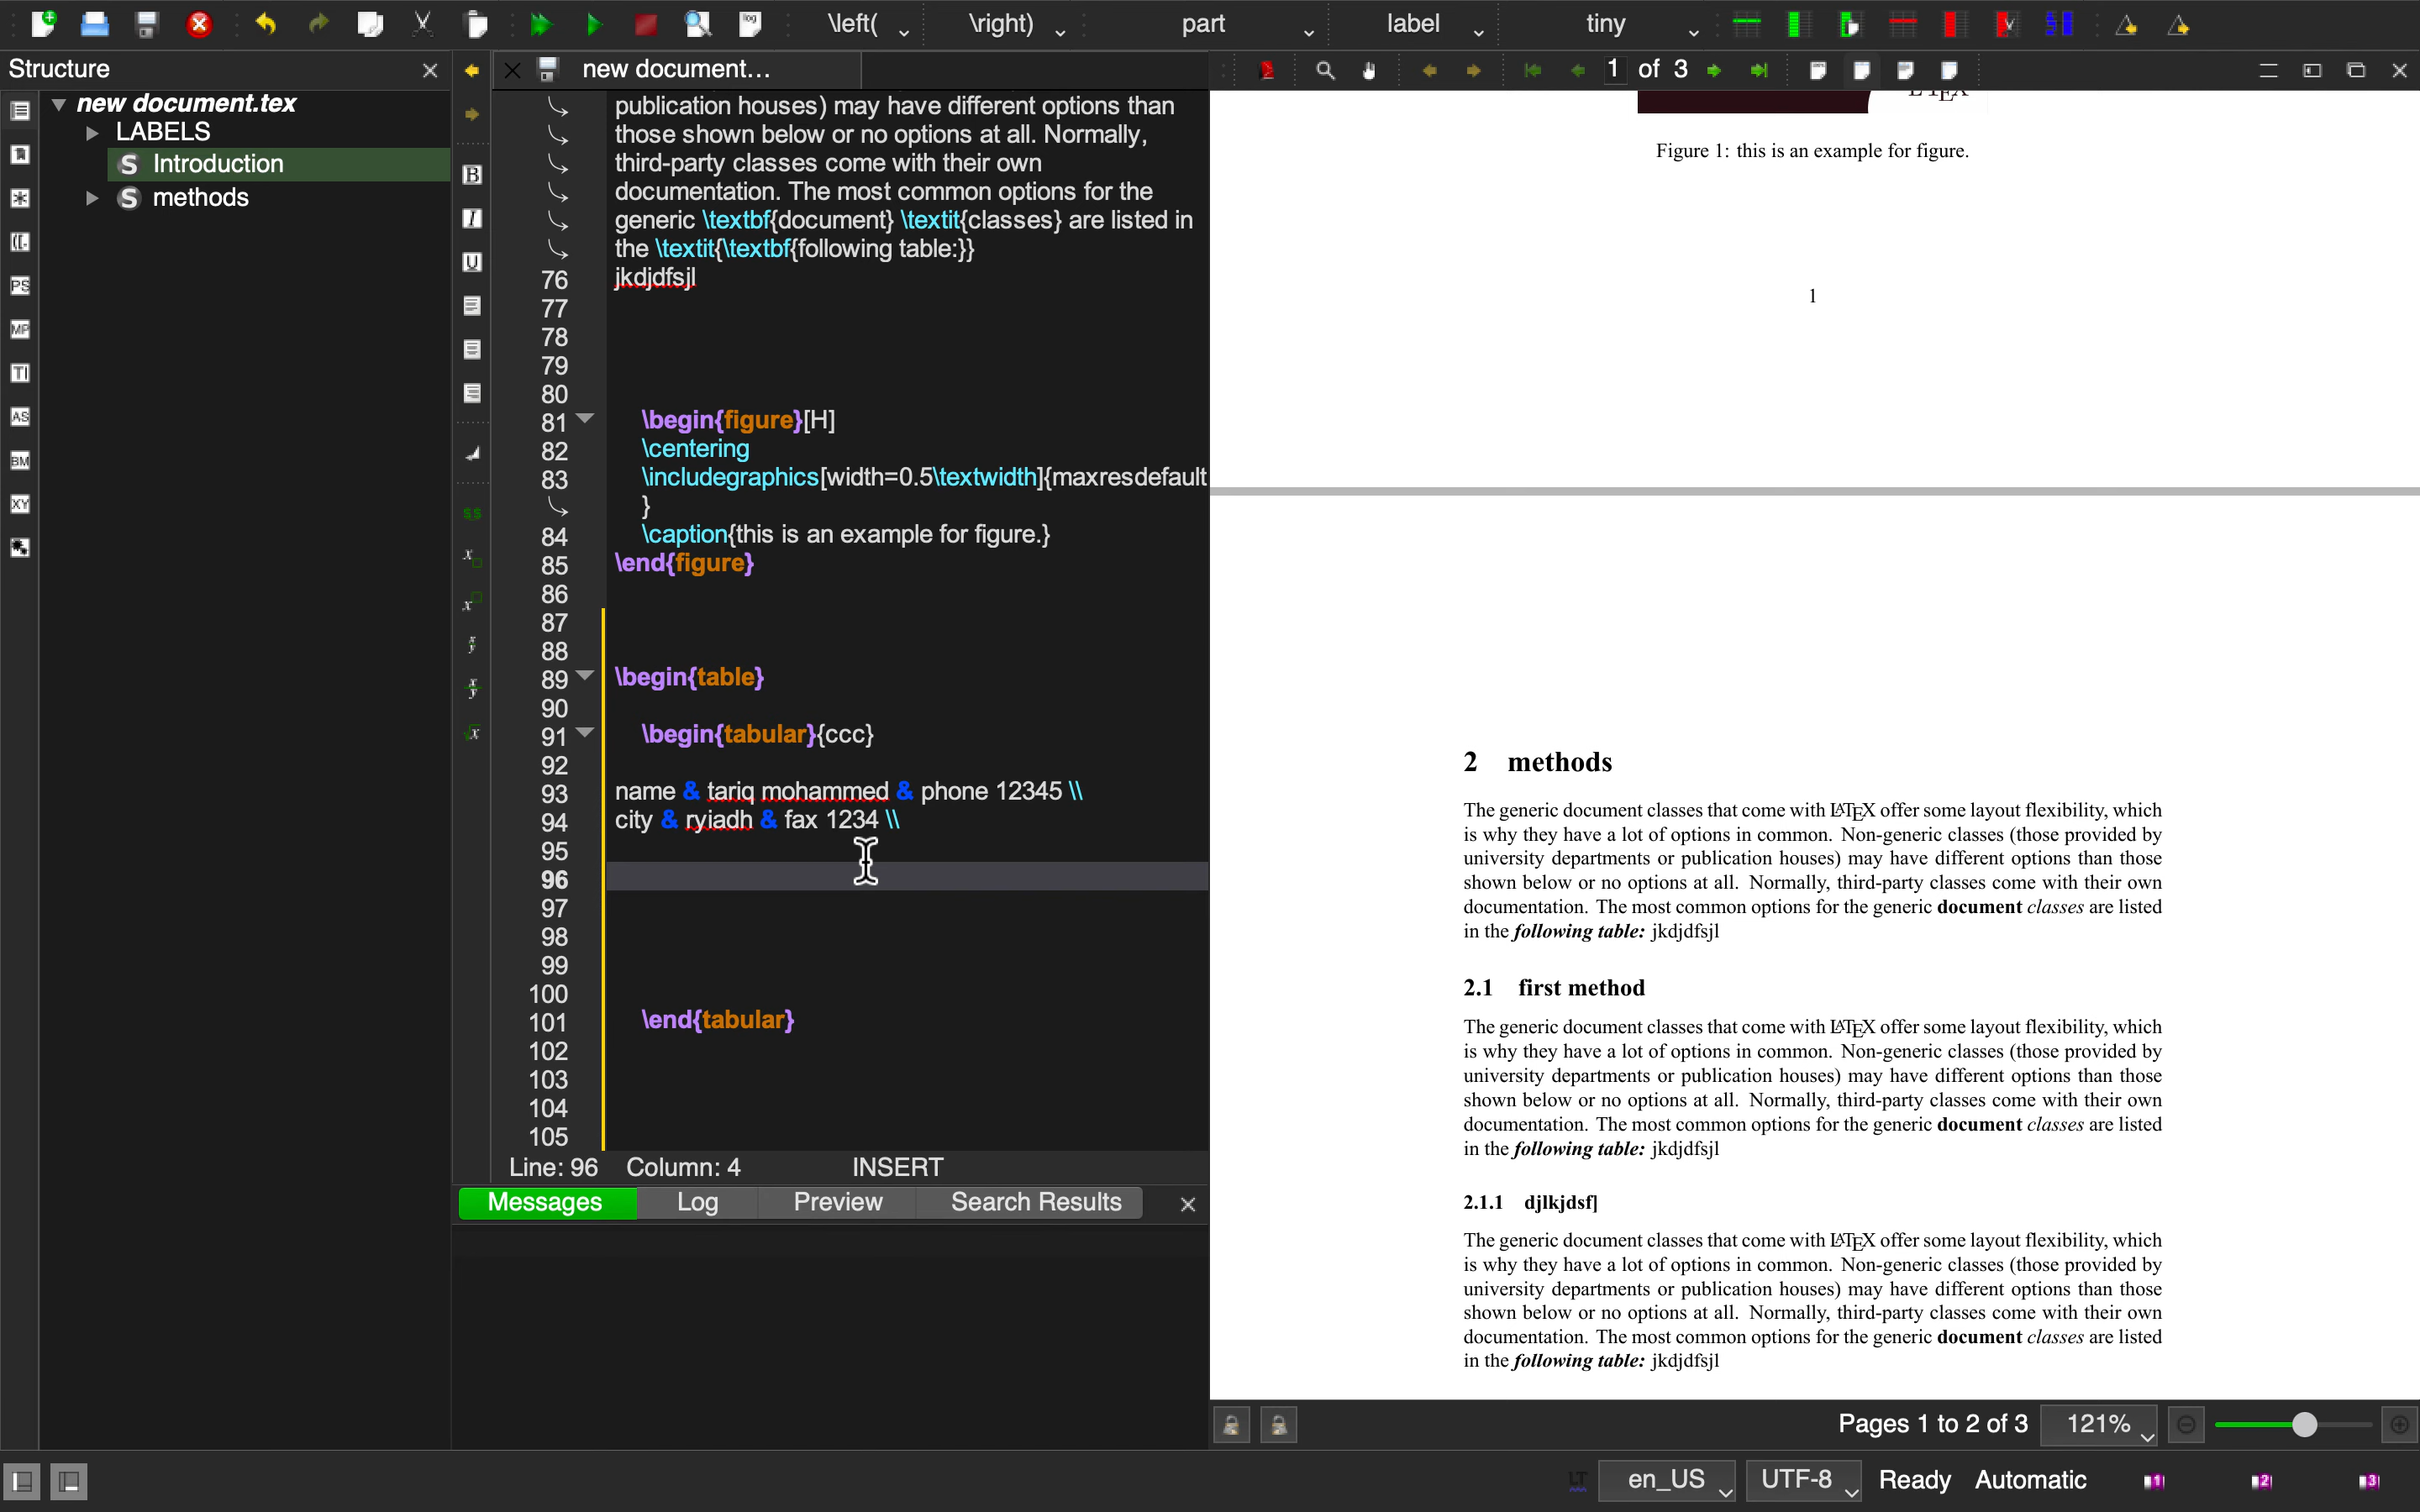 \left(
\right)
part
label
tiny
Structure
new document...
1 of 3
new document.tex
LABELS
S Introduction
S methods
PS
MP
TI
AS
BM
XY
B
I
U
$$
publication houses) may have different options than
those shown below or no options at all. Normally,
third-party classes come with their own
documentation. The most common options for the
generic \textbf{document} \textit{classes} are listed in
the \textit{\textbf{following table:}}
76 jkdjdfsjl
77
78
79
80
81 \begin{figure}[H]
82 \centering
83 \includegraphics[width=0.5\textwidth]{maxresdefault
}
84 \caption{this is an example for figure.}
85 \end{figure}
86
87
88
89 \begin{table}
90
91 \begin{tabular}{ccc}
92
93 name & tariq mohammed & phone 12345 \\
94 city & ryiadh & fax 1234 \\
95
96
97
98
99
100
101 \end{tabular}
102
103
104
105
Line: 96 Column: 4 INSERT
Messages Log Preview Search Results
Figure 1: this is an example for figure.
1
2 methods
The generic document classes that come with LATEX offer some layout flexibility, which
is why they have a lot of options in common. Non-generic classes (those provided by
university departments or publication houses) may have different options than those
shown below or no options at all. Normally, third-party classes come with their own
documentation. The most common options for the generic document classes are listed
in the following table: jkdjdfsjl
2.1 first method
The generic document classes that come with LATEX offer some layout flexibility, which
is why they have a lot of options in common. Non-generic classes (those provided by
university departments or publication houses) may have different options than those
shown below or no options at all. Normally, third-party classes come with their own
documentation. The most common options for the generic document classes are listed
in the following table: jkdjdfsjl
2.1.1 djlkjdsf]
The generic document classes that come with LATEX offer some layout flexibility, which
is why they have a lot of options in common. Non-generic classes (those provided by
university departments or publication houses) may have different options than those
shown below or no options at all. Normally, third-party classes come with their own
documentation. The most common options for the generic document classes are listed
in the following table: jkdjdfsjl
Pages 1 to 2 of 3 121%
LT en_US UTF-8 Ready Automatic 1 2 3